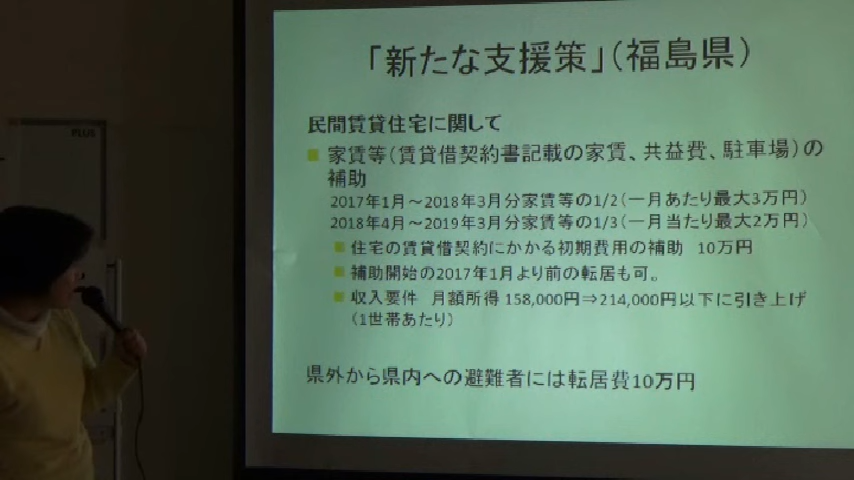 「新たな支援策」（福島県）
民間賃貸住宅に関して
家賃等（賃貸借契約書記載の家賃、共益費、駐車場）の
補助
2017年1月～2018年3月分家賃等の1/2（一月あたり最大3万円）
2018年4月～2019年3月分家賃等の1/3（一月当たり最大2万円）
住宅の賃貸借契約にかかる初期費用の補助　10万円
補助開始の2017年1月より前の転居も可。
収入要件　月額所得 158,000円⇒214,000円以下に引き上げ
（1世帯あたり）
県外から県内への避難者には転居費10万円
PLUS